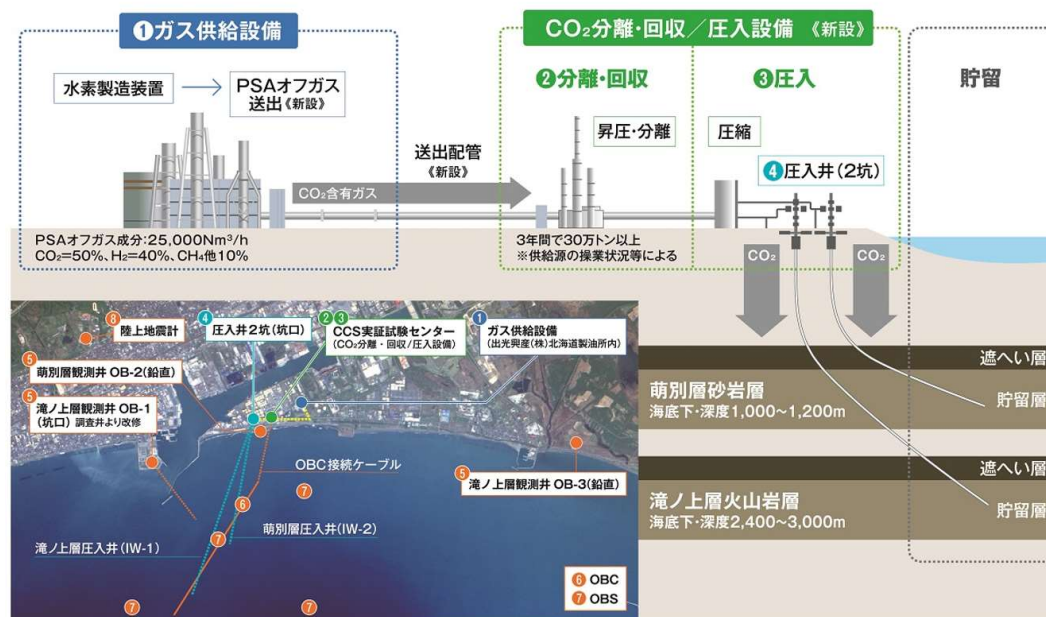 ❶ガス供給設備
CO₂分離・回収／圧入設備 《新設》
水素製造装置
PSAオフガス
送出《新設》
❷分離・回収
❸圧入
貯留
昇圧・分離
圧縮
送出配管
《新設》
❹圧入井（2坑）
CO₂含有ガス
PSAオフガス成分：25,000Nm³/h
CO₂＝50％、H₂＝40％、CH₄他10％
3年間で30万トン以上
※供給源の操業状況等による
CO₂
CO₂
遮へい層
萌別層砂岩層
海底下・深度1,000～1,200m
貯留層
遮へい層
滝ノ上層火山岩層
海底下・深度2,400～3,000m
貯留層
❽
陸上地震計
❹
圧入井2坑（坑口）
❷❸
CCS実証試験センター
（CO₂分離・回収/圧入設備）
❶
ガス供給設備
（出光興産（株）北海道製油所内）
❺
萌別層観測井 OB-2（鉛直）
❺
滝ノ上層観測井 OB-1
（坑口）調査井より改修
OBC接続ケーブル
❺
滝ノ上層観測井 OB-3（鉛直）
❼
❻
萌別層圧入井（IW-2）
❼
滝ノ上層圧入井（IW-1）
❻ OBC
❼ OBS
❼
❼